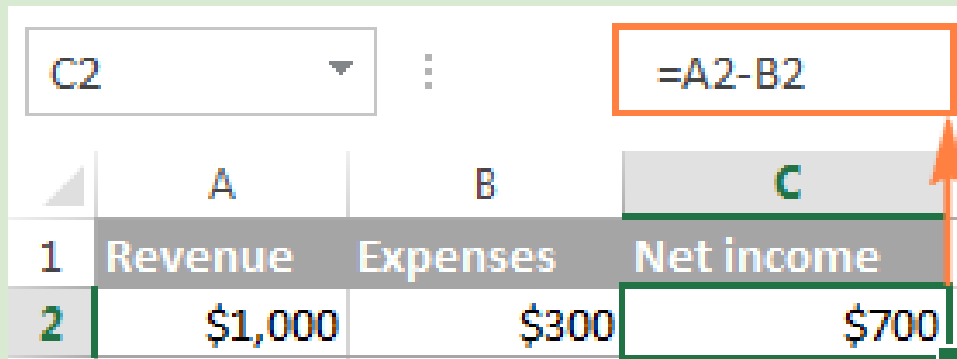 C2 =A2-B2
A B C
1 Revenue Expenses Net income
2 $1,000 $300 $700